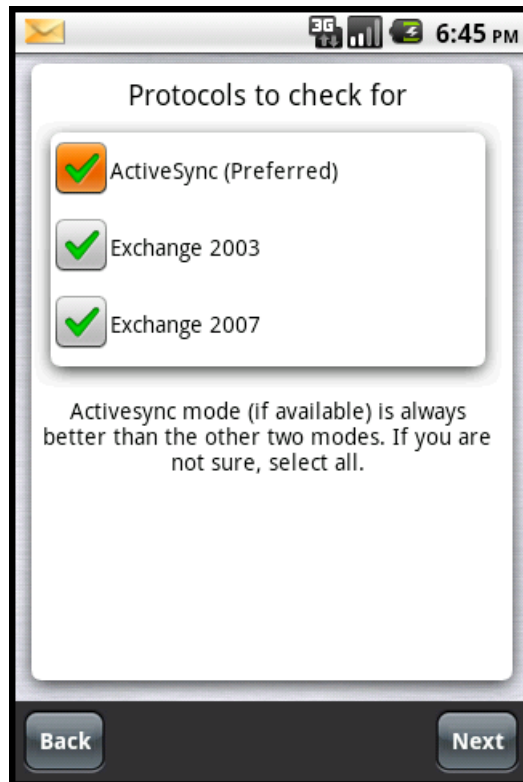 3G 6:45 PM
Protocols to check for
ActiveSync (Preferred)
Exchange 2003
Exchange 2007
Activesync mode (if available) is always
better than the other two modes. If you are
not sure, select all.
Back Next